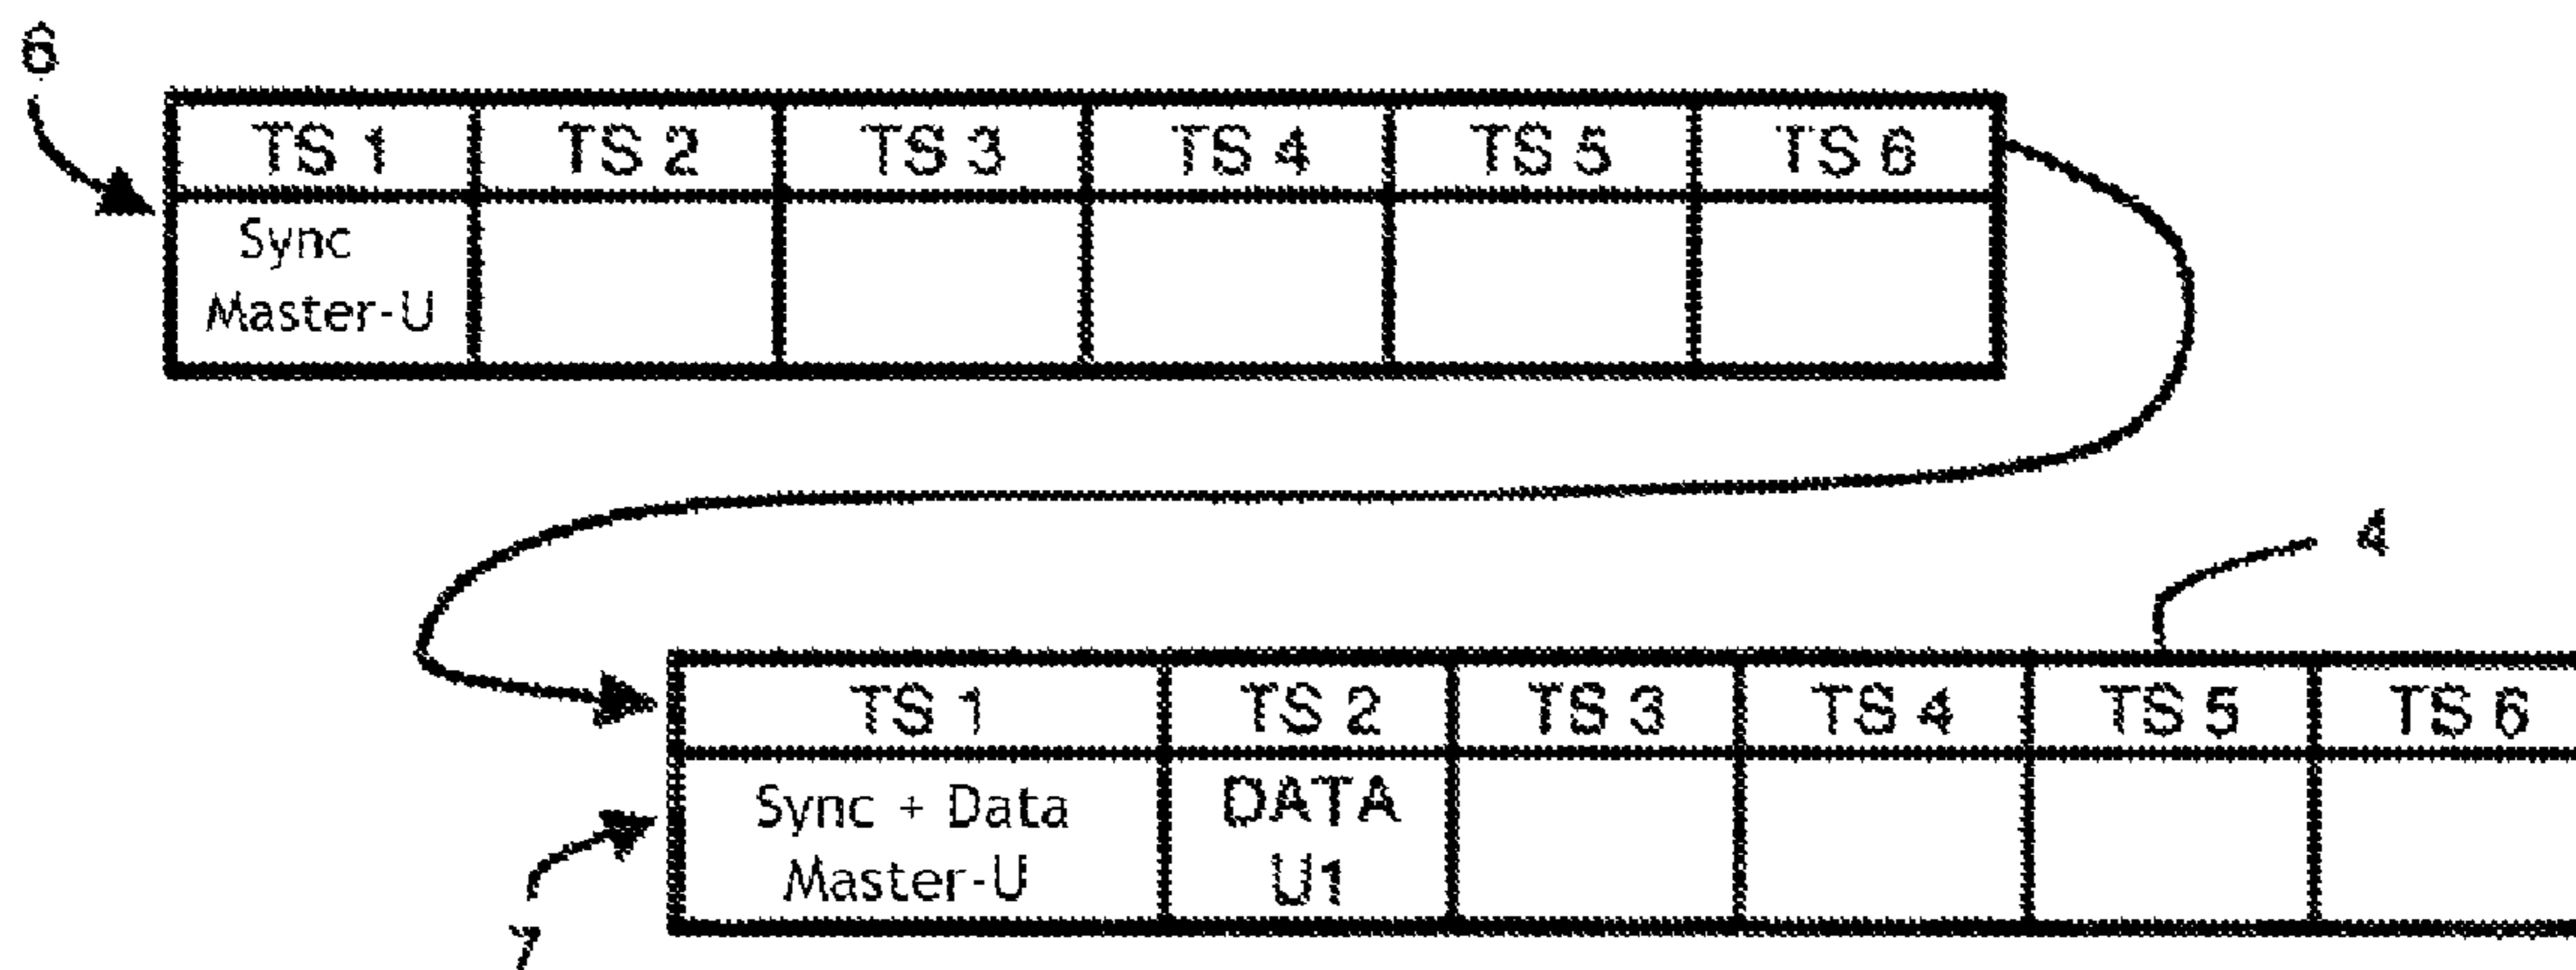 6
TS 1 TS 2 TS 3 TS 4 TS 5 TS 6
Sync
Master-U
4
TS 1 TS 2 TS 3 TS 4 TS 5 TS 6
Sync + Data DATA
Master-U U1
7